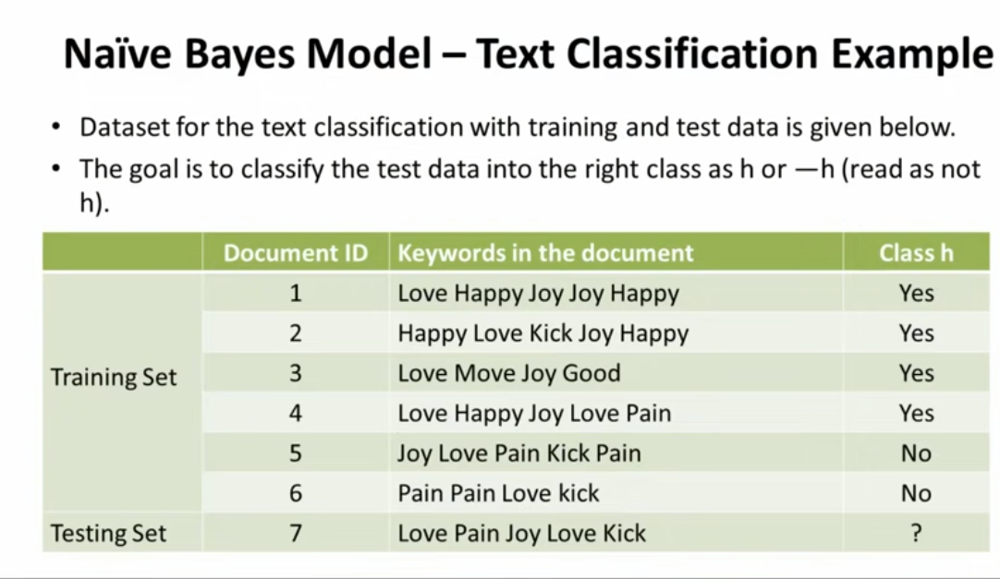 Naïve Bayes Model – Text Classification Example
• Dataset for the text classification with training and test data is given below.
• The goal is to classify the test data into the right class as h or —h (read as not
h).
Document ID Keywords in the document Class h
1 Love Happy Joy Joy Happy Yes
2 Happy Love Kick Joy Happy Yes
Training Set 3 Love Move Joy Good Yes
4 Love Happy Joy Love Pain Yes
5 Joy Love Pain Kick Pain No
6 Pain Pain Love kick No
Testing Set 7 Love Pain Joy Love Kick ?